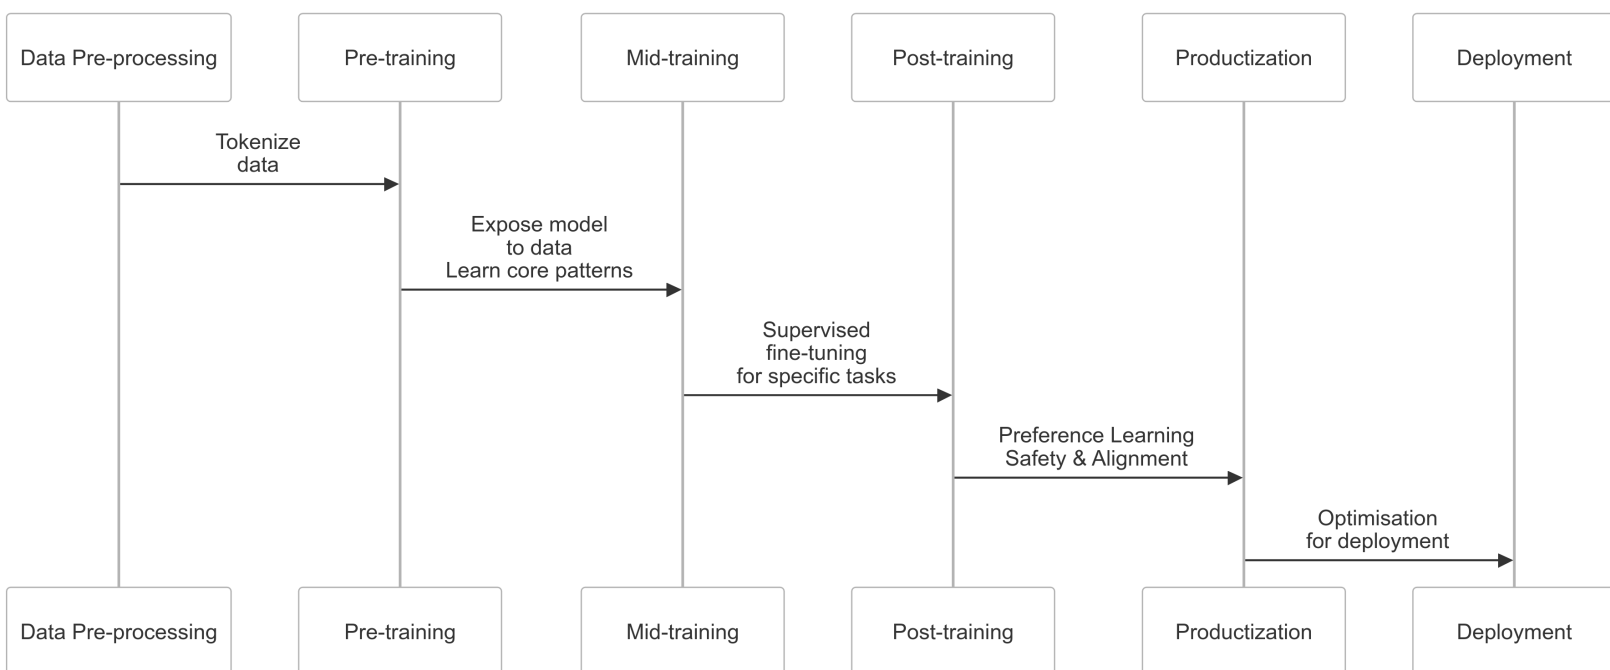 Data Pre-processing
Pre-training
Mid-training
Post-training
Productization
Deployment
Tokenize
data
Expose model
to data
Learn core patterns
Supervised
fine-tuning
for specific tasks
Preference Learning
Safety & Alignment
Optimisation
for deployment
Data Pre-processing
Pre-training
Mid-training
Post-training
Productization
Deployment